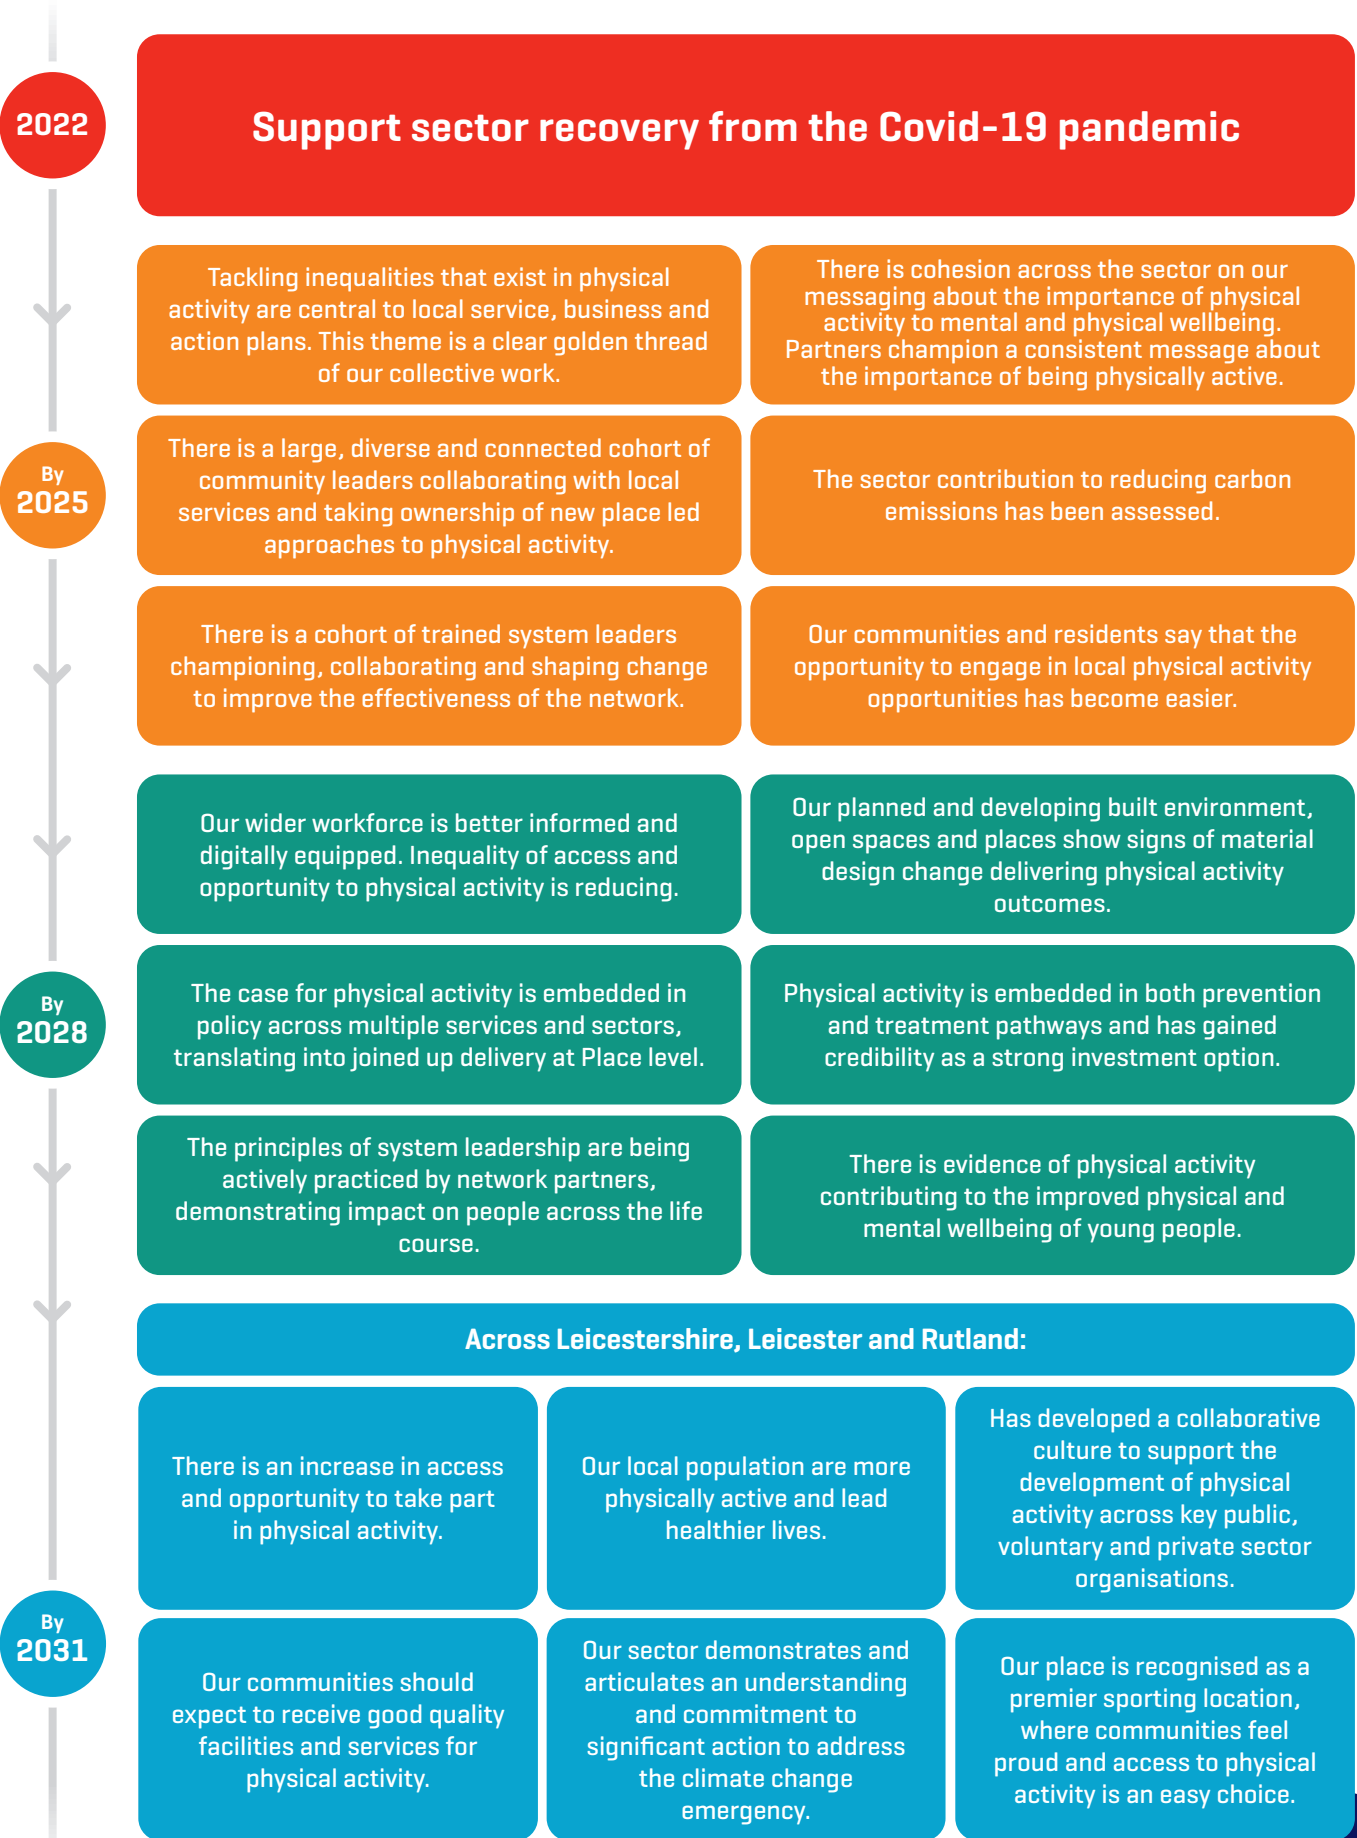 2022
Support sector recovery from the Covid-19 pandemic
Tackling inequalities that exist in physical
activity are central to local service, business and
action plans. This theme is a clear golden thread
of our collective work.
There is cohesion across the sector on our
messaging about the importance of physical
activity to mental and physical wellbeing.
Partners champion a consistent message about
the importance of being physically active.
By
2025
There is a large, diverse and connected cohort of
community leaders collaborating with local
services and taking ownership of new place led
approaches to physical activity.
The sector contribution to reducing carbon
emissions has been assessed.
There is a cohort of trained system leaders
championing, collaborating and shaping change
to improve the effectiveness of the network.
Our communities and residents say that the
opportunity to engage in local physical activity
opportunities has become easier.
Our wider workforce is better informed and
digitally equipped. Inequality of access and
opportunity to physical activity is reducing.
Our planned and developing built environment,
open spaces and places show signs of material
design change delivering physical activity
outcomes.
By
2028
The case for physical activity is embedded in
policy across multiple services and sectors,
translating into joined up delivery at Place level.
Physical activity is embedded in both prevention
and treatment pathways and has gained
credibility as a strong investment option.
The principles of system leadership are being
actively practiced by network partners,
demonstrating impact on people across the life
course.
There is evidence of physical activity
contributing to the improved physical and
mental wellbeing of young people.
Across Leicestershire, Leicester and Rutland:
There is an increase in access
and opportunity to take part
in physical activity.
Our local population are more
physically active and lead
healthier lives.
Has developed a collaborative
culture to support the
development of physical
activity across key public,
voluntary and private sector
organisations.
By
2031
Our communities should
expect to receive good quality
facilities and services for
physical activity.
Our sector demonstrates and
articulates an understanding
and commitment to
significant action to address
the climate change
emergency.
Our place is recognised as a
premier sporting location,
where communities feel
proud and access to physical
activity is an easy choice.